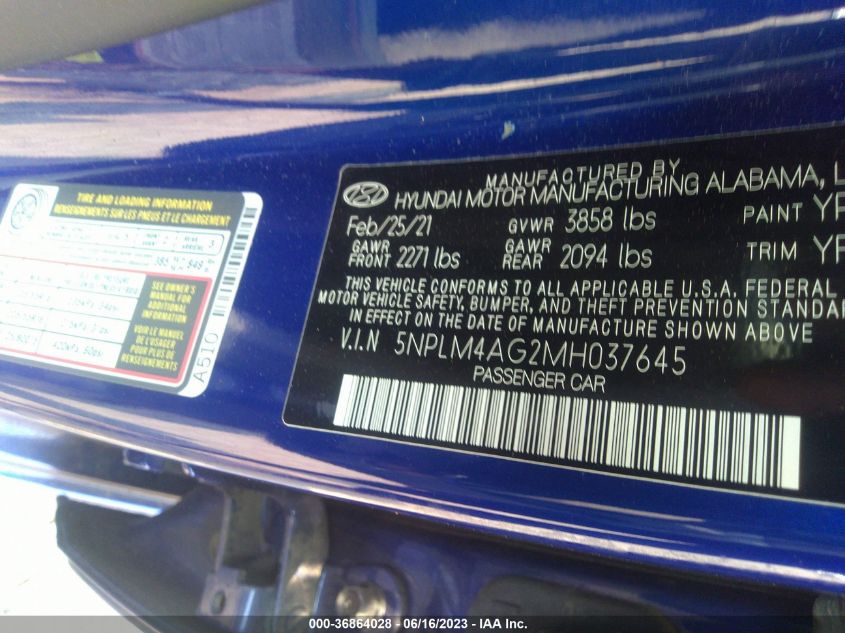 TIRE AND LOADING INFORMATION
RENSEIGNEMENTS SUR LES PNEUS ET LE CHARGEMENT
SEE OWNER'S
MANUAL FOR
ADDITIONAL
INFORMATION
VOIR LE MANUEL
DE L'USAGER
POUR PLUS DE
RENSEIGNEMENTS
A510
MANUFACTURED BY
HYUNDAI MOTOR MANUFACTURING ALABAMA, L
Feb/25/21 GVWR 3858 lbs PAINT YP
GAWR FRONT 2271 lbs GAWR REAR 2094 lbs TRIM YP
THIS VEHICLE CONFORMS TO ALL APPLICABLE U.S.A. FEDERAL
MOTOR VEHICLE SAFETY, BUMPER, AND THEFT PREVENTION STANDA
IN EFFECT ON THE DATE OF MANUFACTURE SHOWN ABOVE
V.I.N 5NPLM4AG2MH037645
PASSENGER CAR
000-36864028 - 06/16/2023 - IAA Inc.